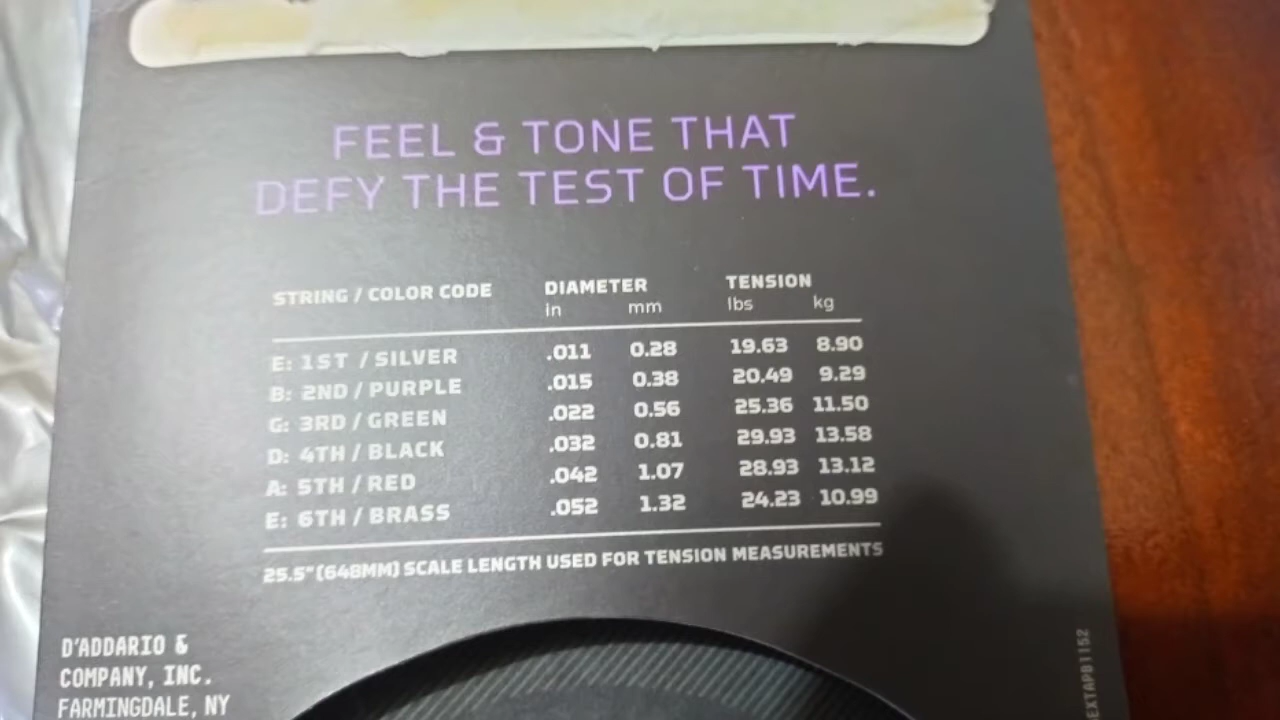 FEEL & TONE THAT
DEFY THE TEST OF TIME.
STRING / COLOR CODE DIAMETER TENSION
in mm lbs kg
E: 1ST / SILVER .011 0.28 19.63 8.90
B: 2ND / PURPLE .015 0.38 20.49 9.29
G: 3RD / GREEN .022 0.56 25.36 11.50
D: 4TH / BLACK .032 0.81 29.93 13.58
A: 5TH / RED .042 1.07 28.93 13.12
E: 6TH / BRASS .052 1.32 24.23 10.99
25.5" (648MM) SCALE LENGTH USED FOR TENSION MEASUREMENTS
D'ADDARIO &
COMPANY, INC.
FARMINGDALE, NY
EXTAPB1152